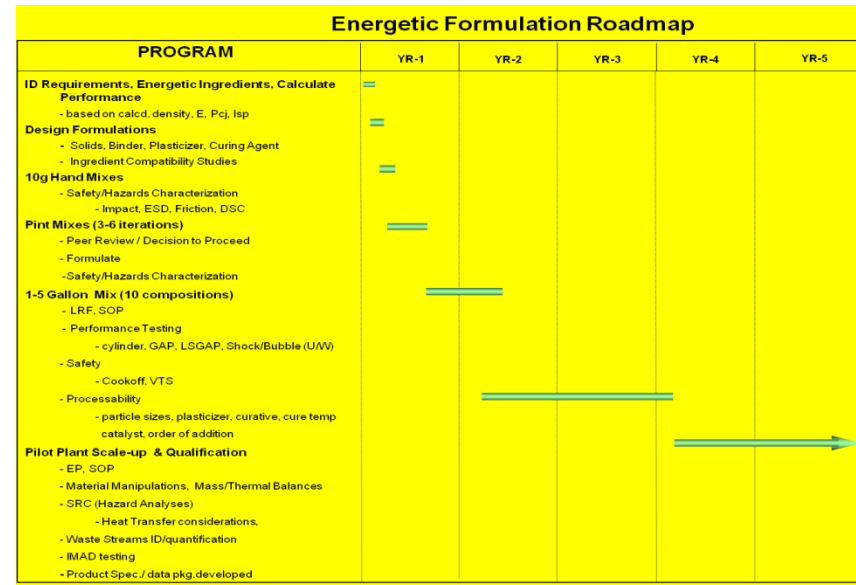 Energetic Formulation Roadmap
PROGRAM
YR-1
YR-2
YR-3
YR-4
YR-5
ID Requirements, Energetic Ingredients, Calculate
Performance
- based on calcd. density, E, Pcj, Isp
Design Formulations
- Solids, Binder, Plasticizer, Curing Agent
- Ingredient Compatibility Studies
10g Hand Mixes
- Safety/Hazards Characterization
- Impact, ESD, Friction, DSC
Pint Mixes (3-6 iterations)
- Peer Review / Decision to Proceed
- Formulate
-Safety/Hazards Characterization
1-5 Gallon Mix (10 compositions)
- LRF, SOP
- Performance Testing
- cylinder, GAP, LSGAP, Shock/Bubble (U/W)
- Safety
- Cookoff, VTS
- Processability
- particle sizes, plasticizer, curative, cure temp
catalyst, order of addition
Pilot Plant Scale-up & Qualification
- EP, SOP
- Material Manipulations, Mass/Thermal Balances
- SRC (Hazard Analyses)
- Heat Transfer considerations,
- Waste Streams ID/quantification
- IMAD testing
- Product Spec./ data pkg.developed